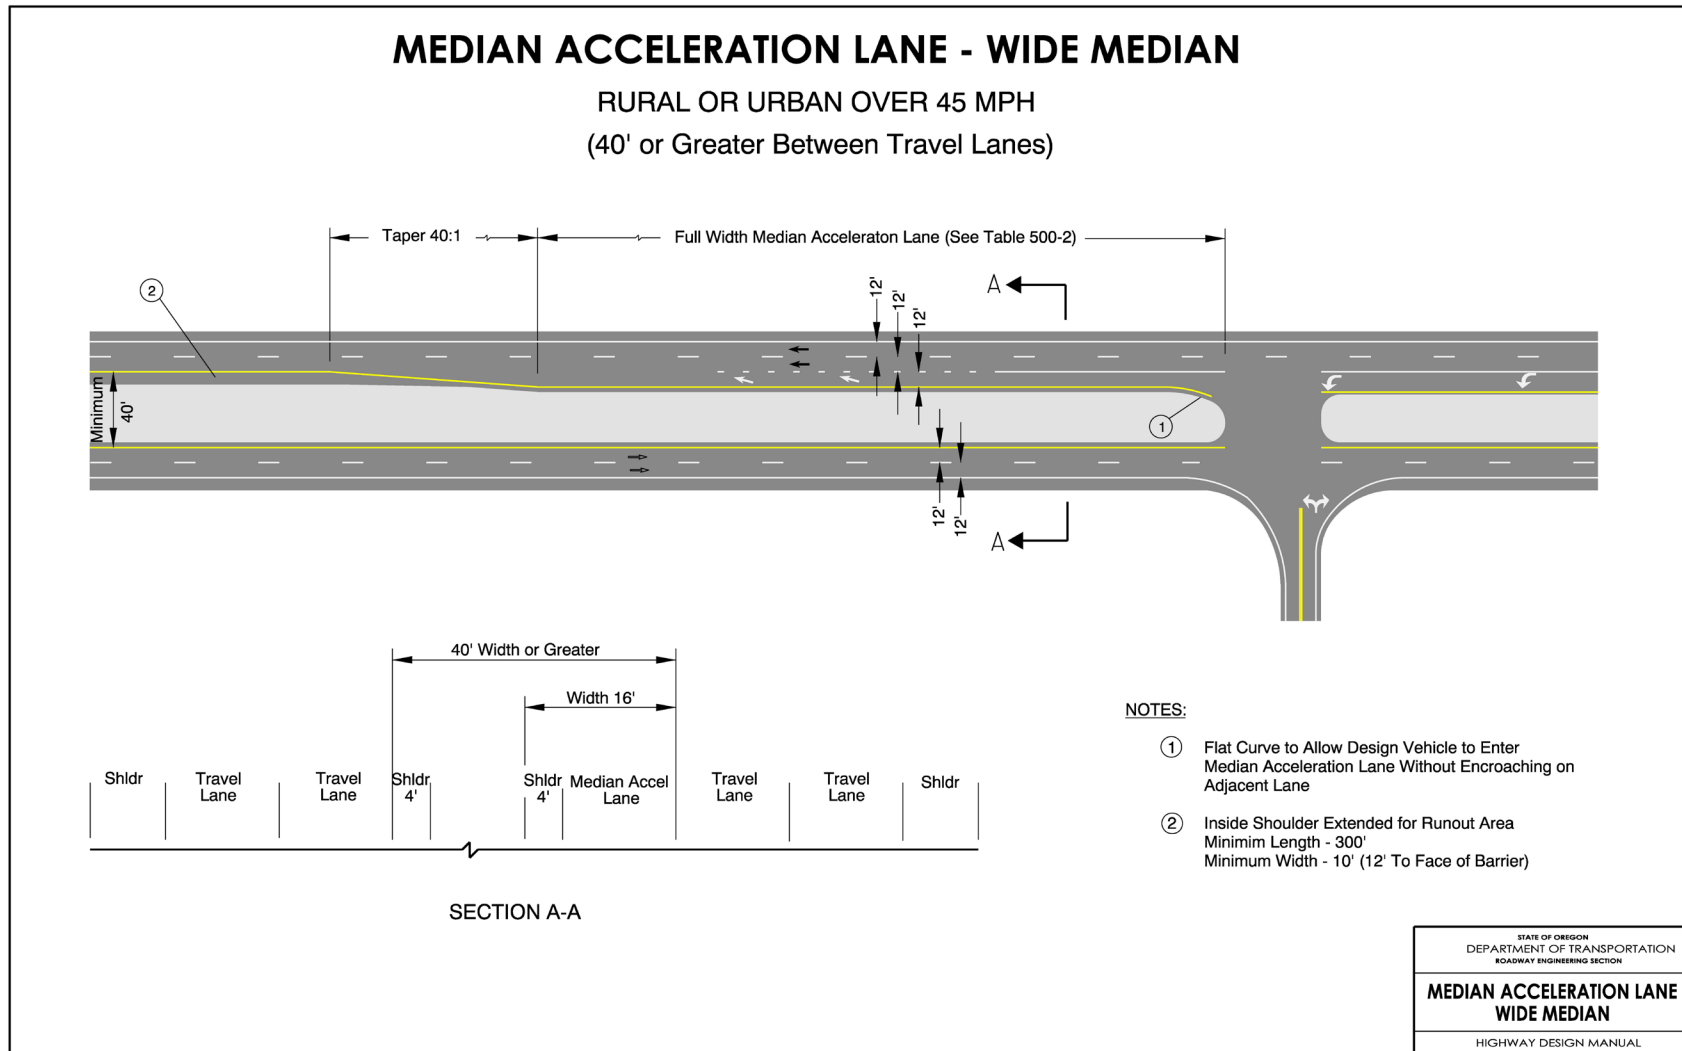 MEDIAN ACCELERATION LANE - WIDE MEDIAN
RURAL OR URBAN OVER 45 MPH
(40' or Greater Between Travel Lanes)
Taper 40:1
Full Width Median Acceleraton Lane (See Table 500-2)
2
12'
12'
12'
A
Minimum
40'
1
12'
12'
A
40' Width or Greater
Width 16'
Shldr
Travel
Lane
Travel
Lane
Shldr
4'
Shldr
4'
Median Accel
Lane
Travel
Lane
Travel
Lane
Shldr
SECTION A-A
NOTES:
1 Flat Curve to Allow Design Vehicle to Enter
Median Acceleration Lane Without Encroaching on
Adjacent Lane
2 Inside Shoulder Extended for Runout Area
Minimim Length - 300'
Minimum Width - 10' (12' To Face of Barrier)
STATE OF OREGON
DEPARTMENT OF TRANSPORTATION
ROADWAY ENGINEERING SECTION
MEDIAN ACCELERATION LANE
WIDE MEDIAN
HIGHWAY DESIGN MANUAL